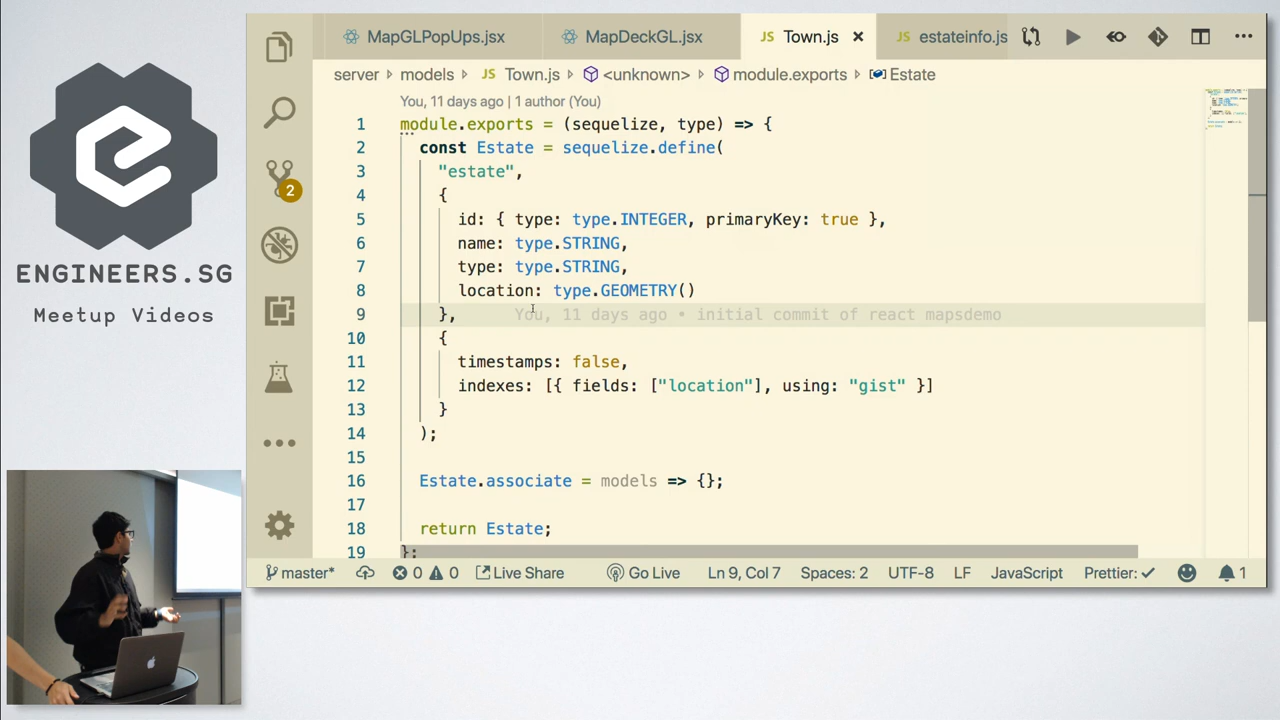 MapGLPopUps.jsx
MapDeckGL.jsx
JS Town.js
JS estateinfo.js
server models JS Town.js <unknown> module.exports Estate
You, 11 days ago | 1 author (You)
1 module.exports = (sequelize, type) => {
2 const Estate = sequelize.define(
3 "estate",
4 {
5 id: { type: type.INTEGER, primaryKey: true },
6 name: type.STRING,
7 type: type.STRING,
8 location: type.GEOMETRY()
9 }, You, 11 days ago • initial commit of react mapsdemo
10 {
11 timestamps: false,
12 indexes: [{ fields: ["location"], using: "gist" }]
13 }
14 );
15
16 Estate.associate = models => {};
17
18 return Estate;
19 };
2
master* 0 0 Live Share Go Live Ln 9, Col 7 Spaces: 2 UTF-8 LF JavaScript Prettier: ✓ 1
ENGINEERS.SG
Meetup Videos